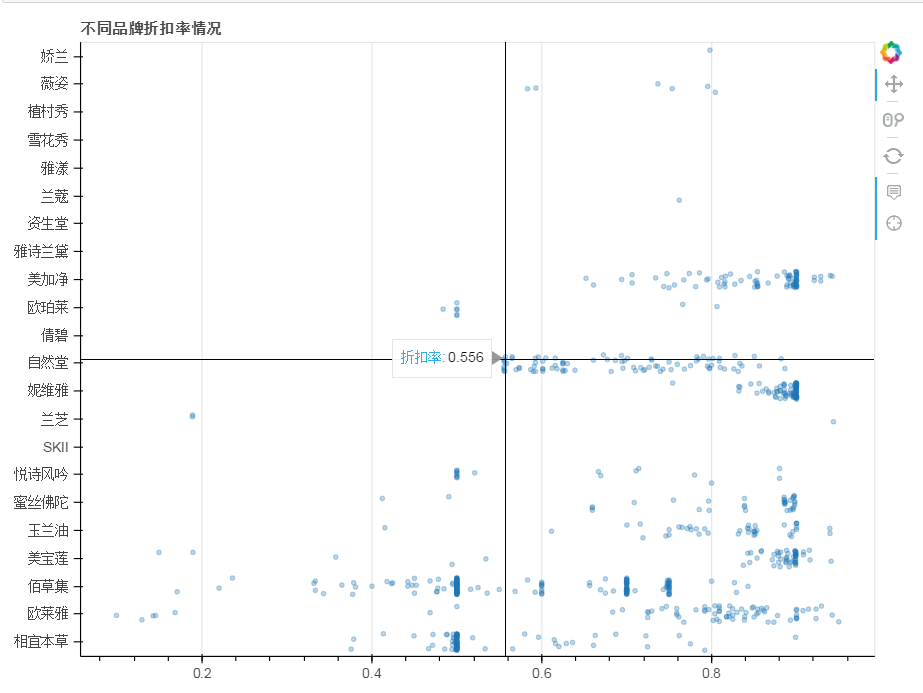 不同品牌折扣率情况
娇兰
薇姿
植村秀
雪花秀
雅漾
兰蔻
资生堂
雅诗兰黛
美加净
欧珀莱
倩碧
折扣率: 0.556
自然堂
妮维雅
兰芝
SKII
悦诗风吟
蜜丝佛陀
玉兰油
美宝莲
佰草集
欧莱雅
相宜本草
0.2 0.4 0.6 0.8